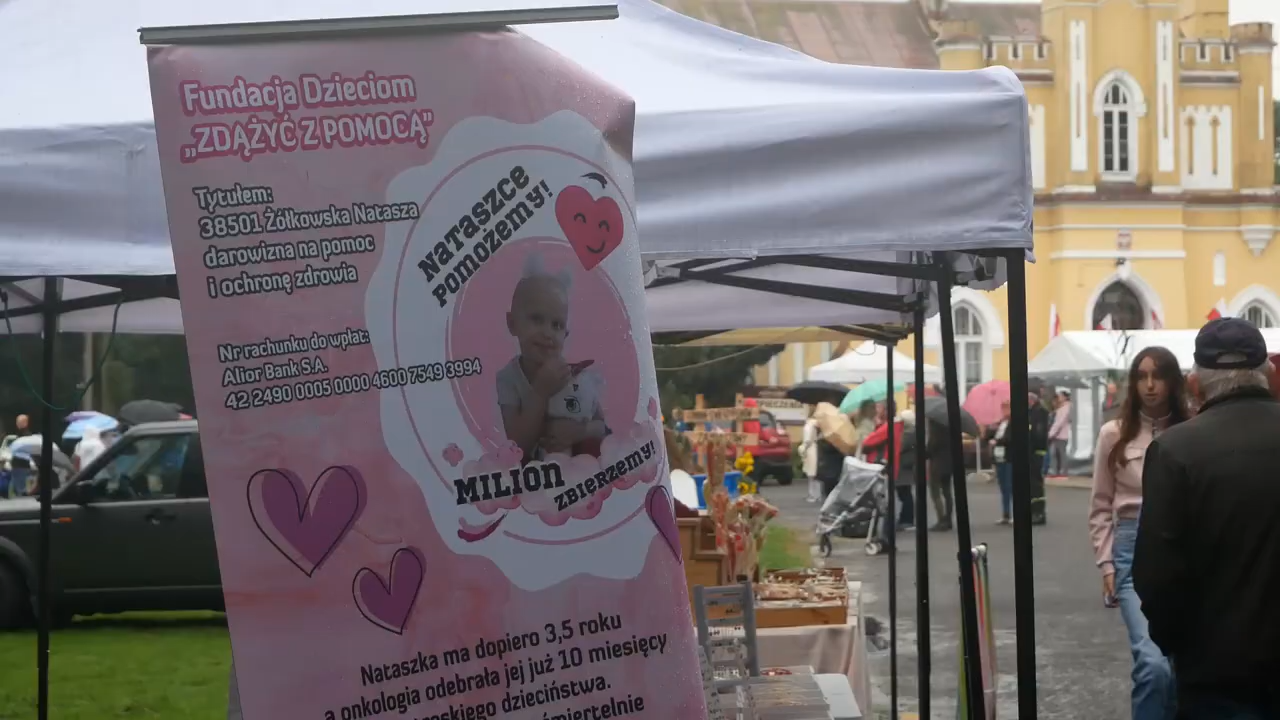 Fundacja Dzieciom
„ZDĄŻYĆ Z POMOCĄ”
Tytułem:
38501 Żółkowska Natasza
darowizna na pomoc
i ochronę zdrowia
Nr rachunku do wpłat:
Alior Bank S.A.
42 2490 0005 0000 4600 7549 3994
NATASZCE
POMOŻEMY!
MILION
ZBIERZEMY!
Nataszka ma dopiero 3,5 roku
a onkologia odebrała jej już 10 miesięcy
dzieciństwa.
śmiertelnie